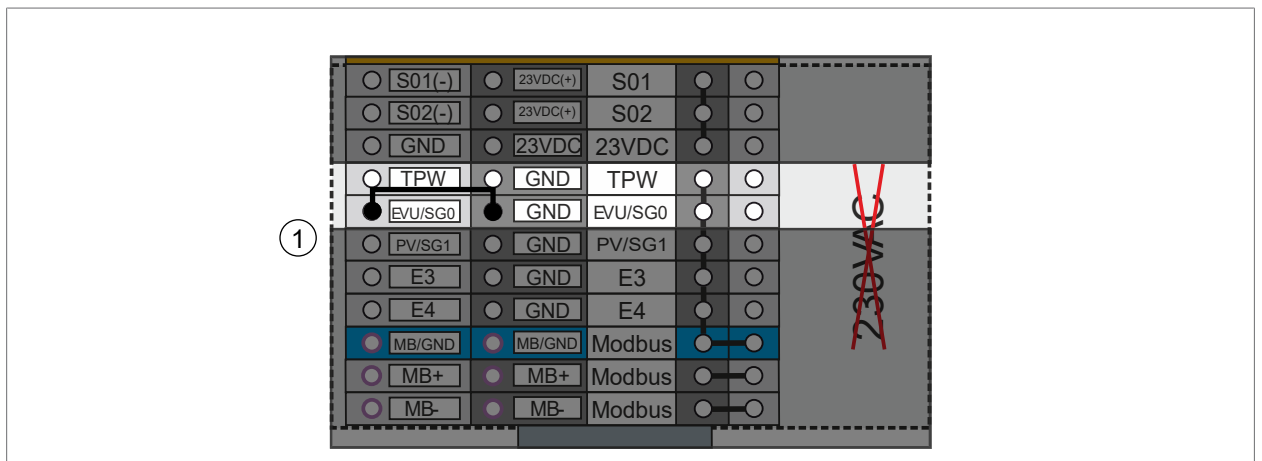 S01(-) 23VDC(+) S01
S02(-) 23VDC(+) S02
GND 23VDC 23VDC
TPW GND TPW
EVU/SG0 GND EVU/SG0
1
PV/SG1 GND PV/SG1
E3 GND E3
E4 GND E4
MB/GND MB/GND Modbus
MB+ MB+ Modbus
MB- MB- Modbus
230VAC